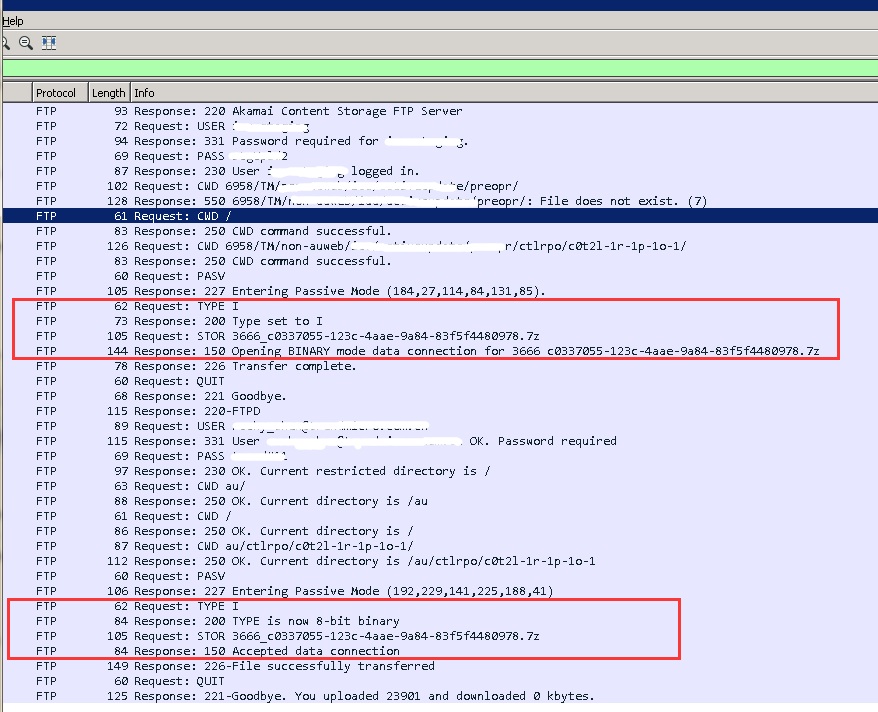 Help
Protocol Length Info
FTP 93 Response: 220 Akamai Content Storage FTP Server
FTP 72 Request: USER
FTP 94 Response: 331 Password required for
FTP 69 Request: PASS
FTP 87 Response: 230 User logged in.
FTP 102 Request: CWD 6958/TM/ /preopr/
FTP 128 Response: 550 6958/TM/ /preopr/: File does not exist. (7)
FTP 61 Request: CWD /
FTP 83 Response: 250 CWD command successful.
FTP 126 Request: CWD 6958/TM/non-auweb/ r/ctlrpo/c0t2l-1r-1p-1o-1/
FTP 83 Response: 250 CWD command successful.
FTP 60 Request: PASV
FTP 105 Response: 227 Entering Passive Mode (184,27,114,84,131,85).
FTP 62 Request: TYPE I
FTP 73 Response: 200 Type set to I
FTP 105 Request: STOR 3666_c0337055-123c-4aae-9a84-83f5f4480978.7z
FTP 144 Response: 150 Opening BINARY mode data connection for 3666_c0337055-123c-4aae-9a84-83f5f4480978.7z
FTP 78 Response: 226 Transfer complete.
FTP 60 Request: QUIT
FTP 68 Response: 221 Goodbye.
FTP 115 Response: 220-FTPD
FTP 89 Request: USER
FTP 115 Response: 331 User OK. Password required
FTP 69 Request: PASS
FTP 97 Response: 230 OK. Current restricted directory is /
FTP 63 Request: CWD au/
FTP 88 Response: 250 OK. Current directory is /au
FTP 61 Request: CWD /
FTP 86 Response: 250 OK. Current directory is /
FTP 87 Request: CWD au/ctlrpo/c0t2l-1r-1p-1o-1/
FTP 112 Response: 250 OK. Current directory is /au/ctlrpo/c0t2l-1r-1p-1o-1
FTP 60 Request: PASV
FTP 106 Response: 227 Entering Passive Mode (192,229,141,225,188,41)
FTP 62 Request: TYPE I
FTP 84 Response: 200 TYPE is now 8-bit binary
FTP 105 Request: STOR 3666_c0337055-123c-4aae-9a84-83f5f4480978.7z
FTP 84 Response: 150 Accepted data connection
FTP 149 Response: 226-File successfully transferred
FTP 60 Request: QUIT
FTP 125 Response: 221-Goodbye. You uploaded 23901 and downloaded 0 kbytes.